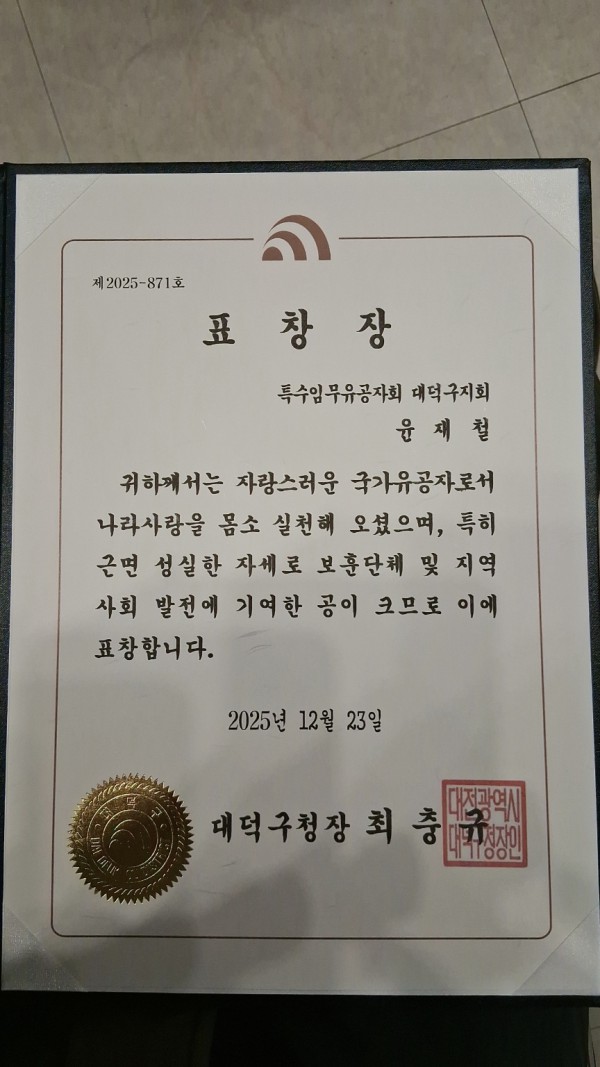 제2025-871호
표 창 장
특수임무유공자회 대덕구지회
윤 재 철
귀하께서는 자랑스러운 국가유공자로서
나라사랑을 몸소 실천해 오셨으며, 특히
근면 성실한 자세로 보훈단체 및 지역
사회 발전에 기여한 공이 크므로 이에
표창합니다.
2025년 12월 23일
대덕구청장 최 충 규
대전광역시
대덕구청장인
대덕구